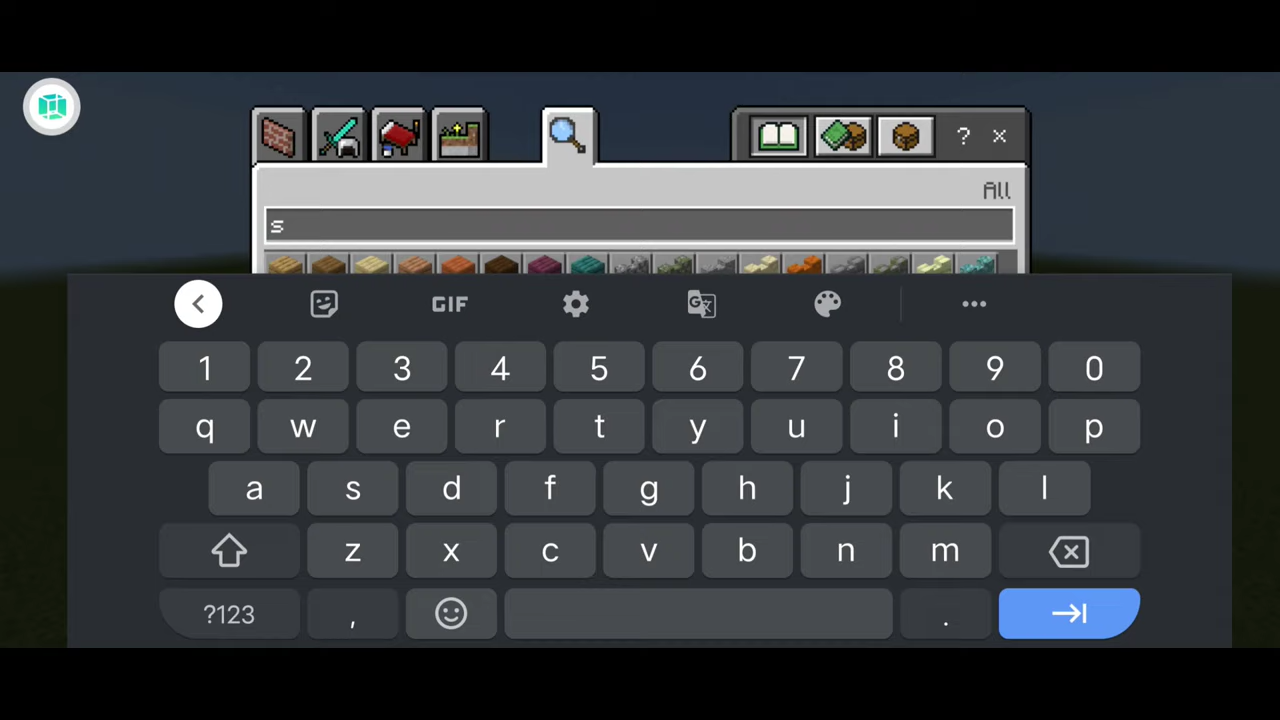 ? ×
All
s
GIF
1 2 3 4 5 6 7 8 9 0
q w e r t y u i o p
a s d f g h j k l
z x c v b n m
?123 , .